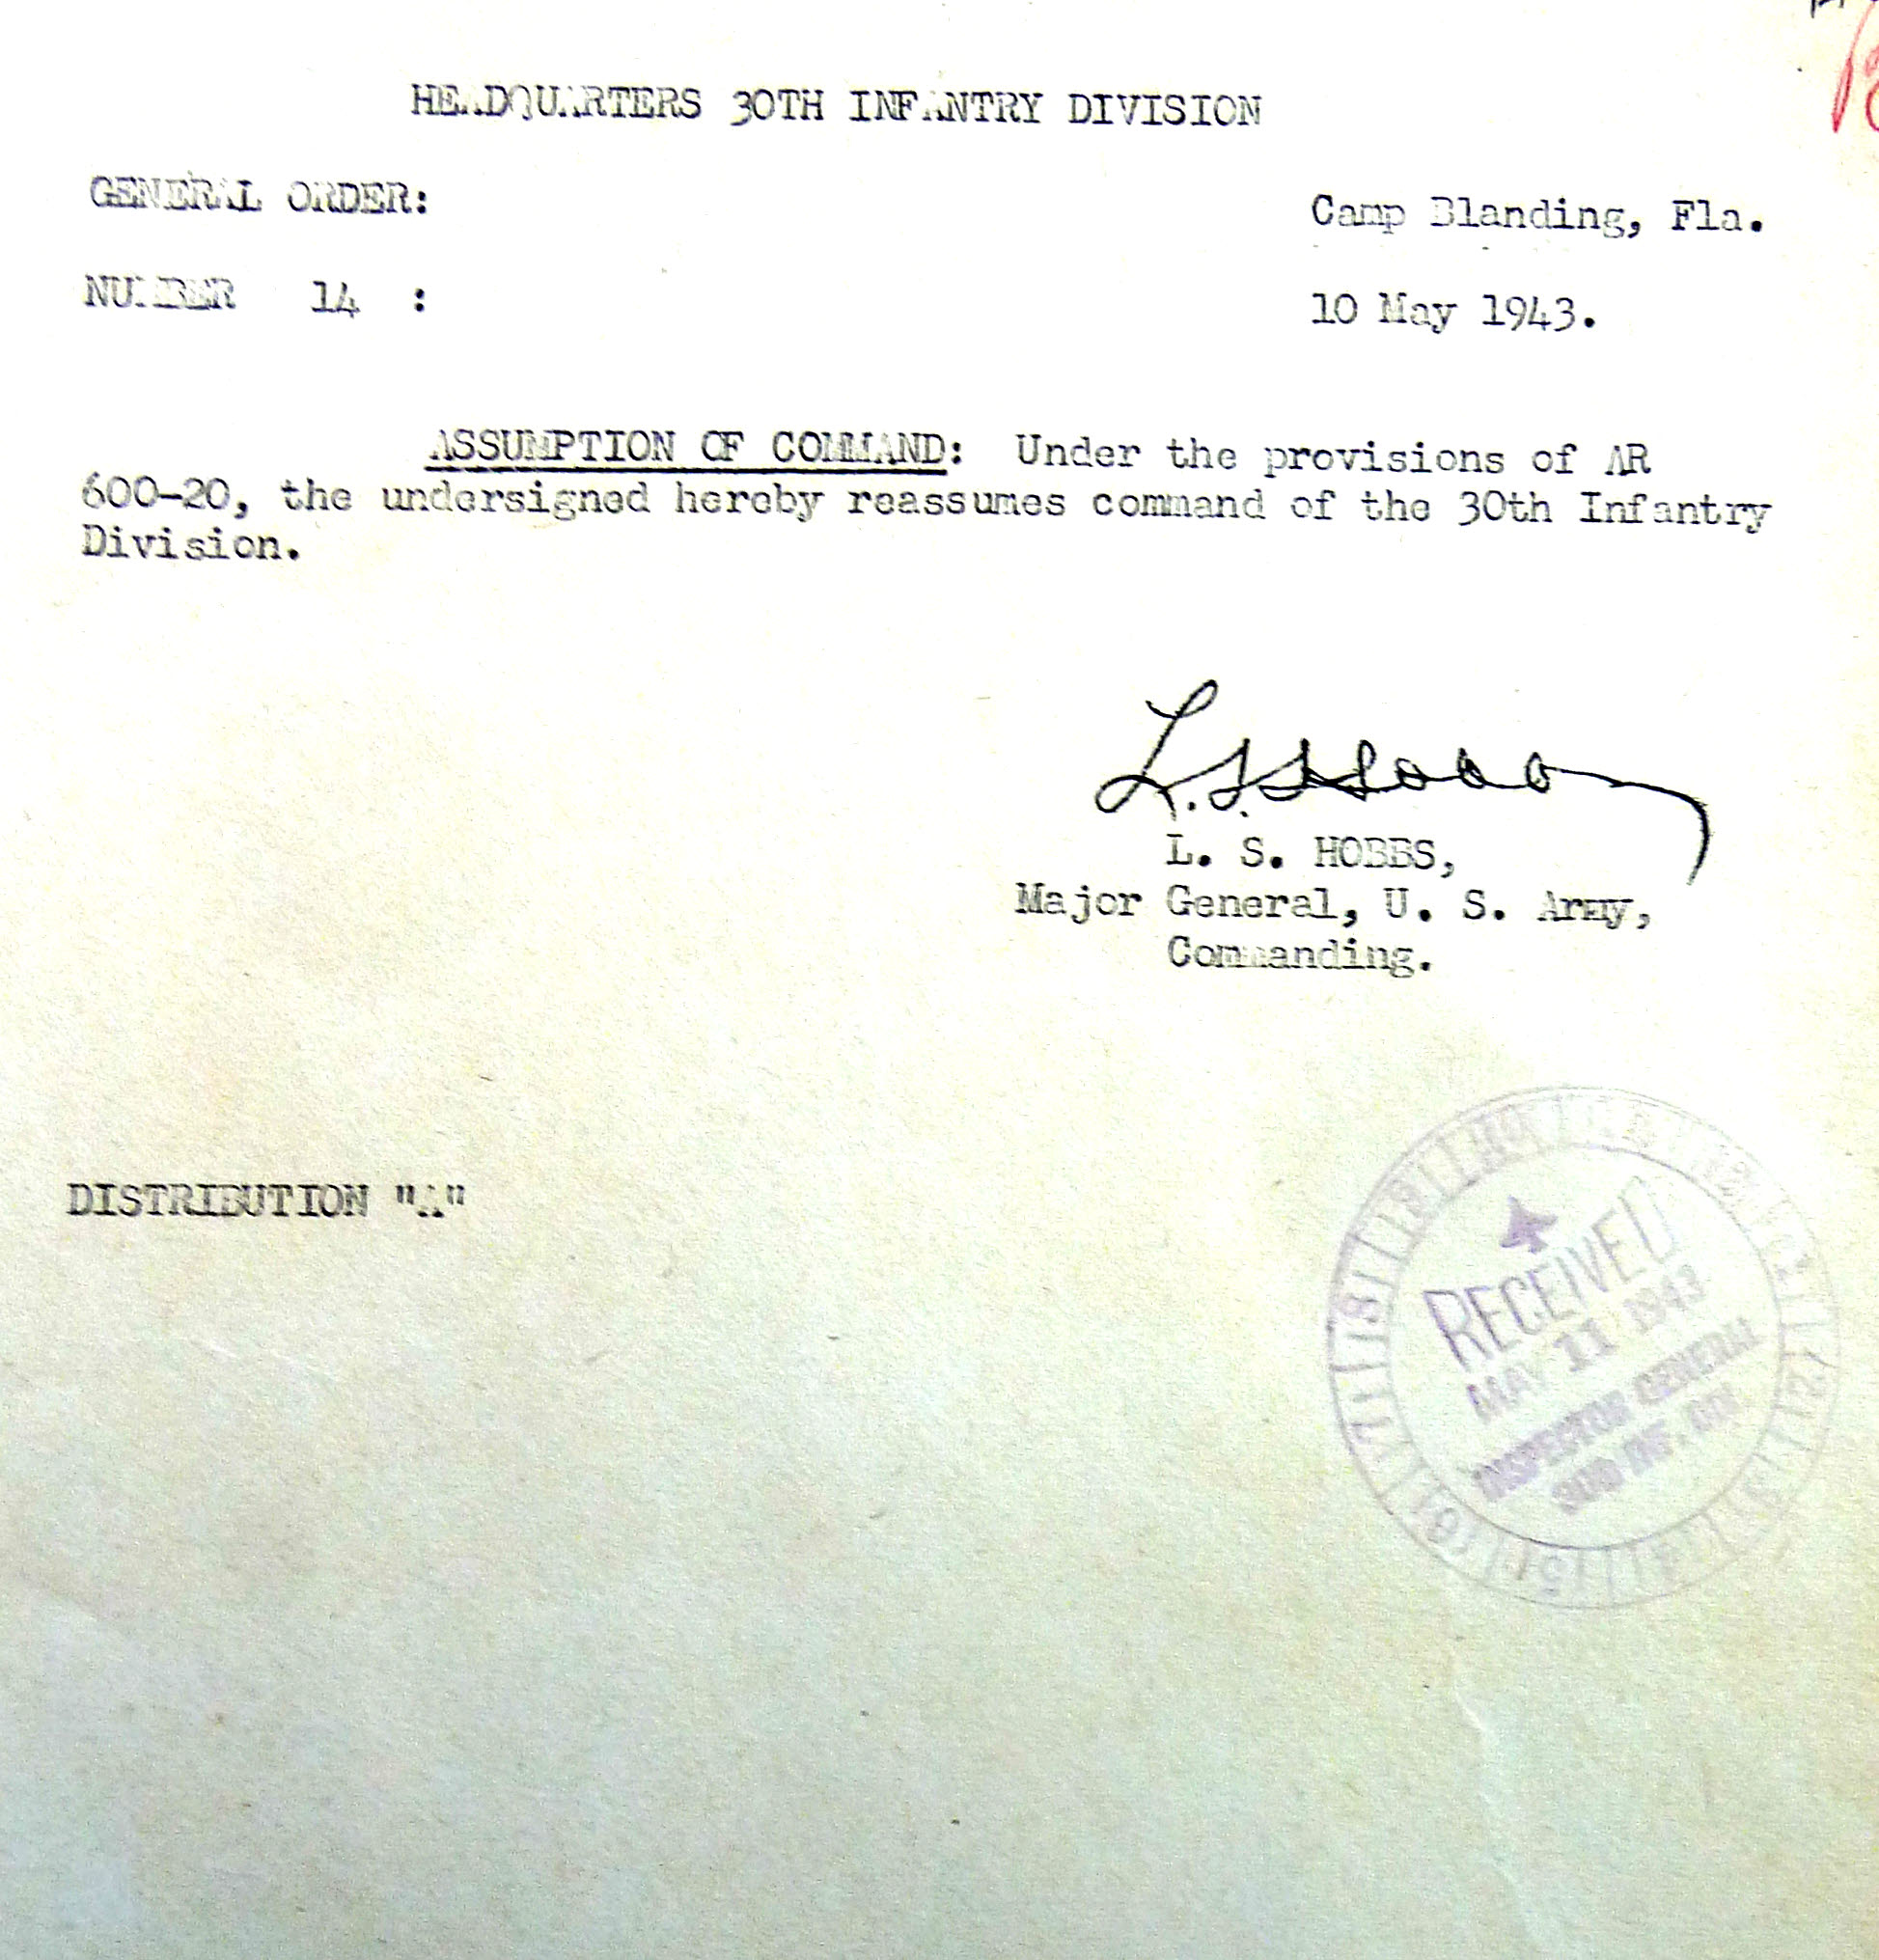 HEADQUARTERS 30TH INFANTRY DIVISION
GENERAL ORDER:
Camp Blanding, Fla.
NUMBER 14 :
10 May 1943.
ASSUMPTION OF COMMAND: Under the provisions of AR
600-20, the undersigned hereby reassumes command of the 30th Infantry
Division.
L. S. HOBBS,
Major General, U. S. Army,
Commanding.
DISTRIBUTION "A"
RECEIVED
MAY 11 1943
INSPECTOR GENERAL
INF. DIV.